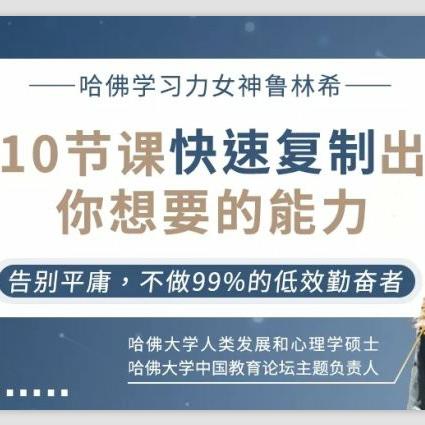 哈佛学习力女神鲁林希
10节课快速复制出
你想要的能力
告别平庸，不做99%的低效勤奋者
哈佛大学人类发展和心理学硕士
哈佛大学中国教育论坛主题负责人